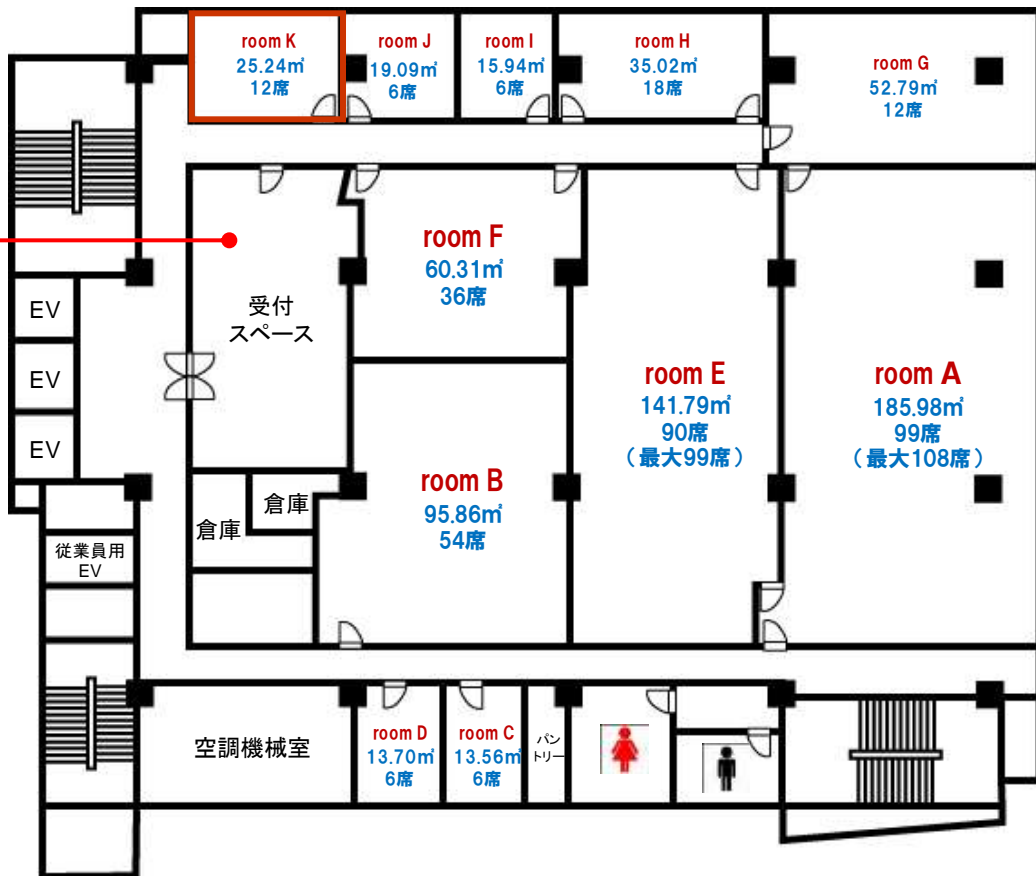 room K
25.24㎡
12席
room J
19.09㎡
6席
room I
15.94㎡
6席
room H
35.02㎡
18席
room G
52.79㎡
12席
受付
スペース
room F
60.31㎡
36席
room E
141.79㎡
90席
（最大99席）
room A
185.98㎡
99席
（最大108席）
EV
EV
EV
room B
95.86㎡
54席
倉庫
倉庫
従業員用
EV
空調機械室
room D
13.70㎡
6席
room C
13.56㎡
6席
パン
トリー